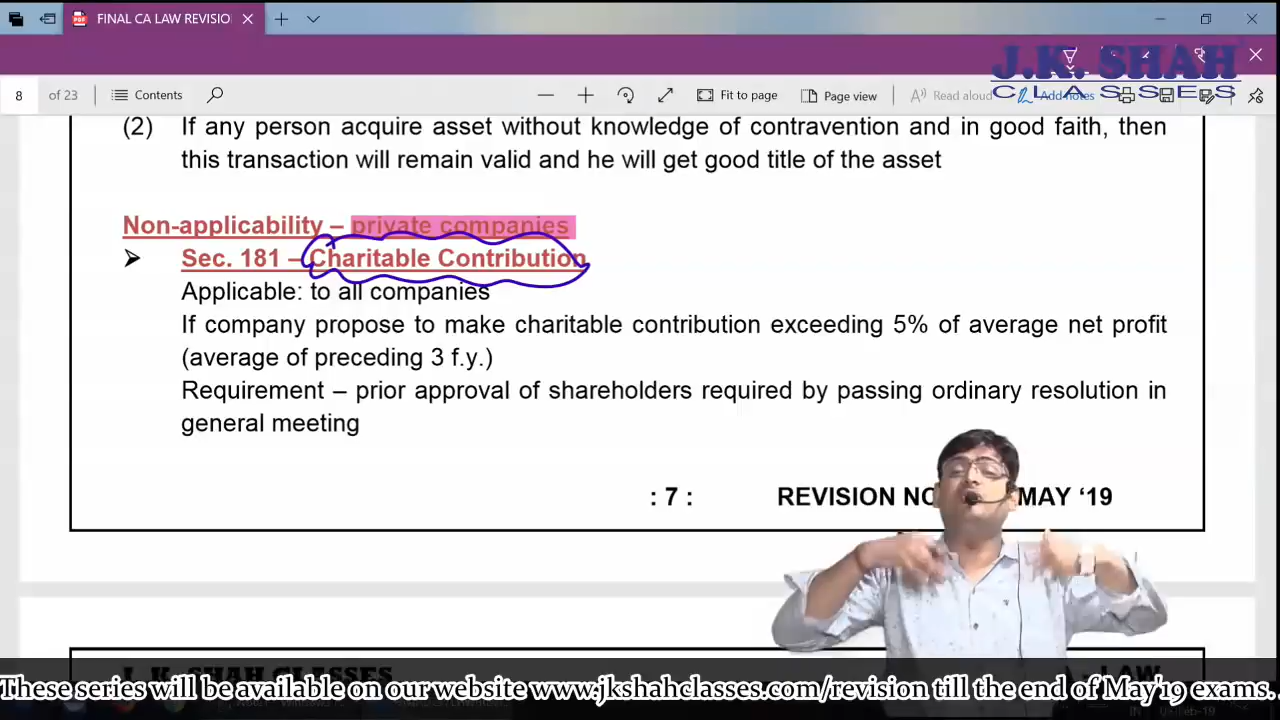 FINAL CA LAW REVISIO
J.K. SHAH
CLASSES
8 of 23 Contents Fit to page Page view Read aloud Add notes
(2) If any person acquire asset without knowledge of contravention and in good faith, then
this transaction will remain valid and he will get good title of the asset
Non-applicability – private companies
Sec. 181 – Charitable Contribution
Applicable: to all companies
If company propose to make charitable contribution exceeding 5% of average net profit
(average of preceding 3 f.y.)
Requirement – prior approval of shareholders required by passing ordinary resolution in
general meeting
: 7 : REVISION NO MAY ‘19
J. K. SHAH CLASSES LAW
These series will be available on our website www.jkshahclasses.com/revision till the end of May'19 exams.